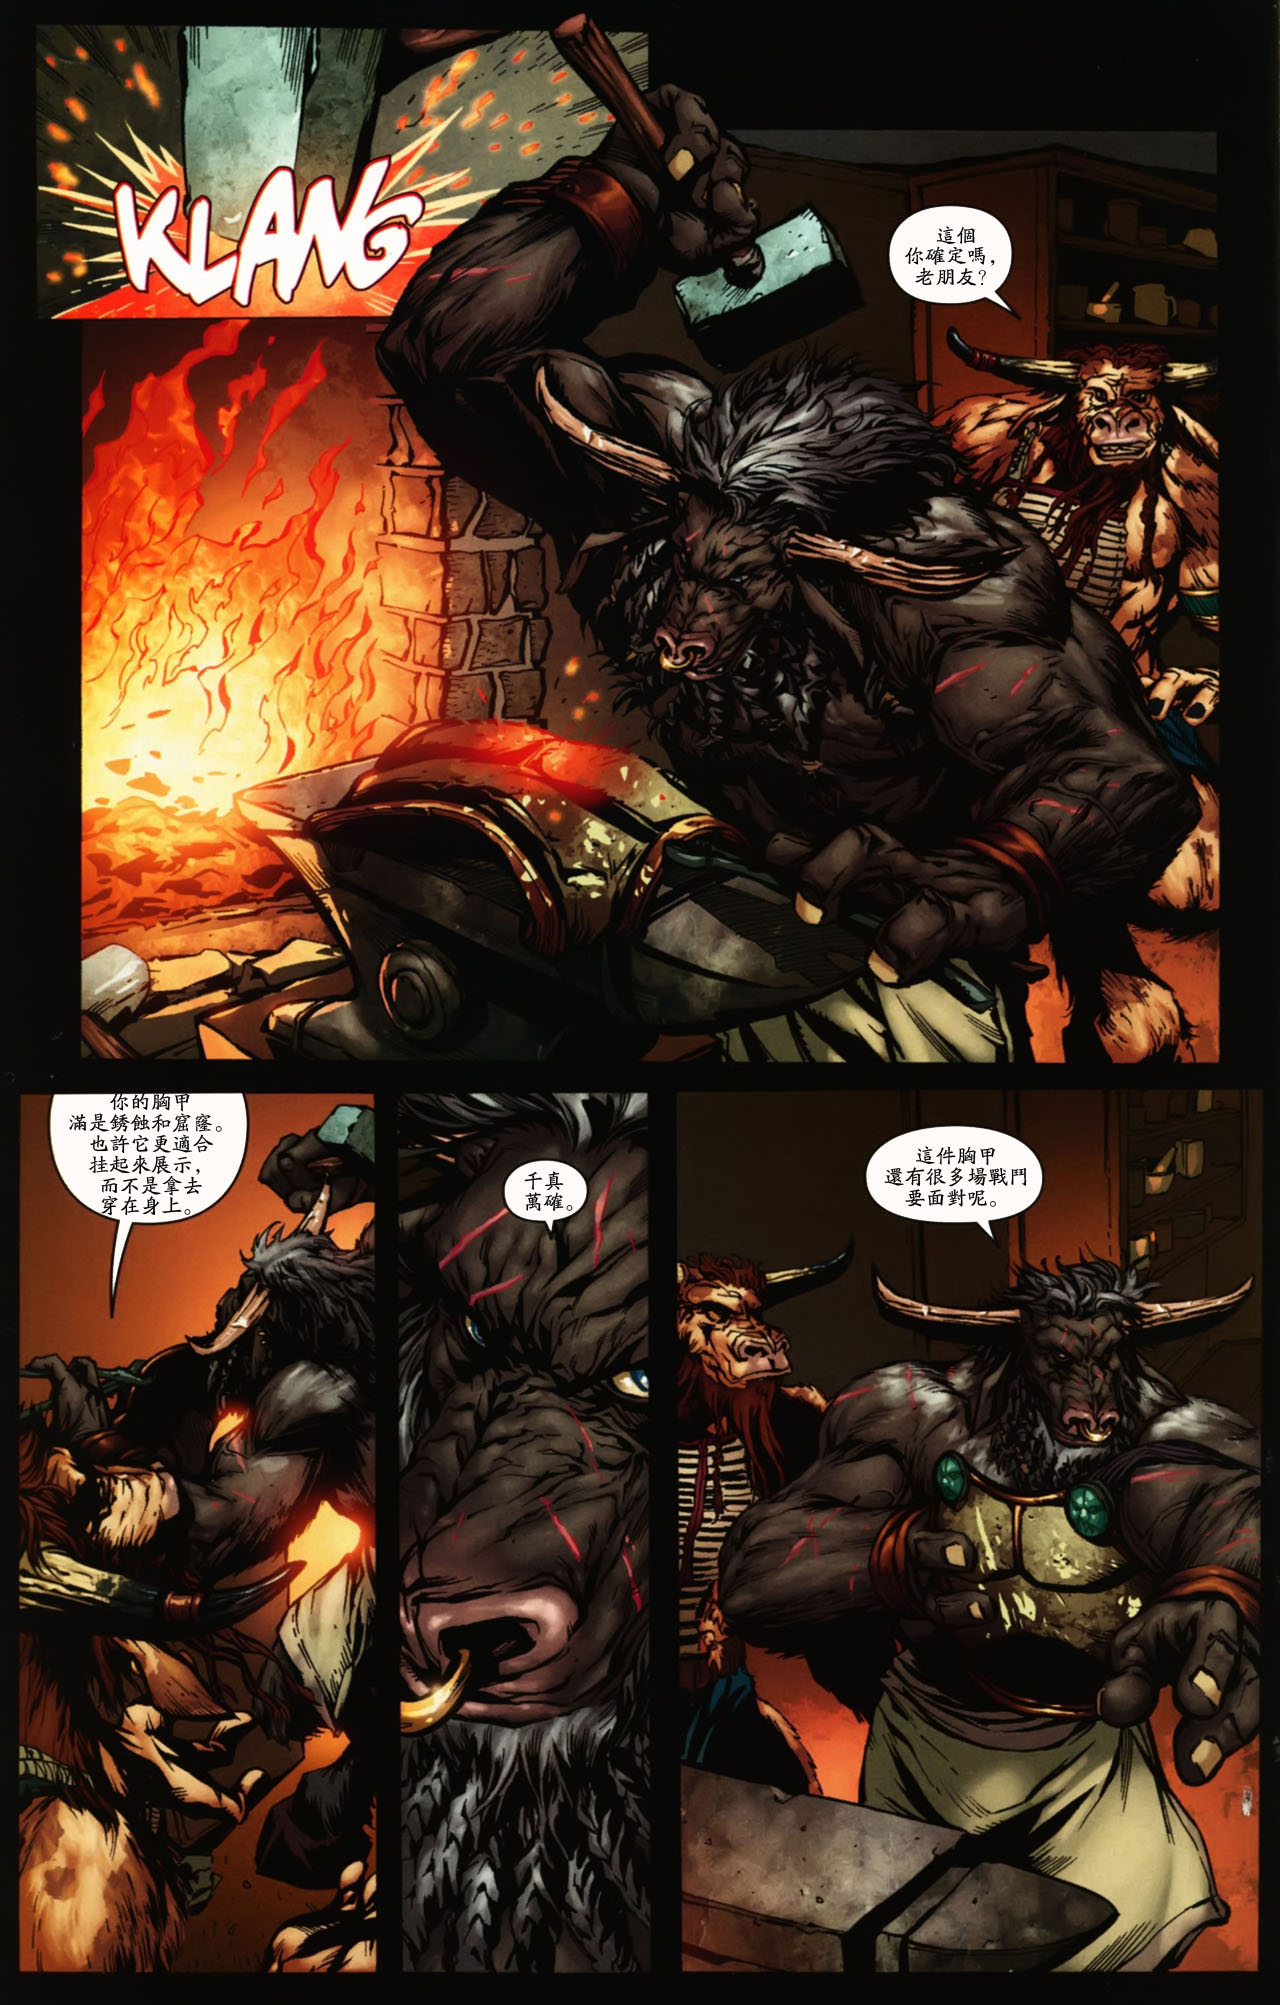 KLANG
這個
你確定嗎,
老朋友?
你的胸甲
滿是銹蝕和窟窿。
也許它更適合
挂起來展示,
而不是拿去
穿在身上。
千真
萬確。
這件胸甲
還有很多場戰鬥
要面對呢。